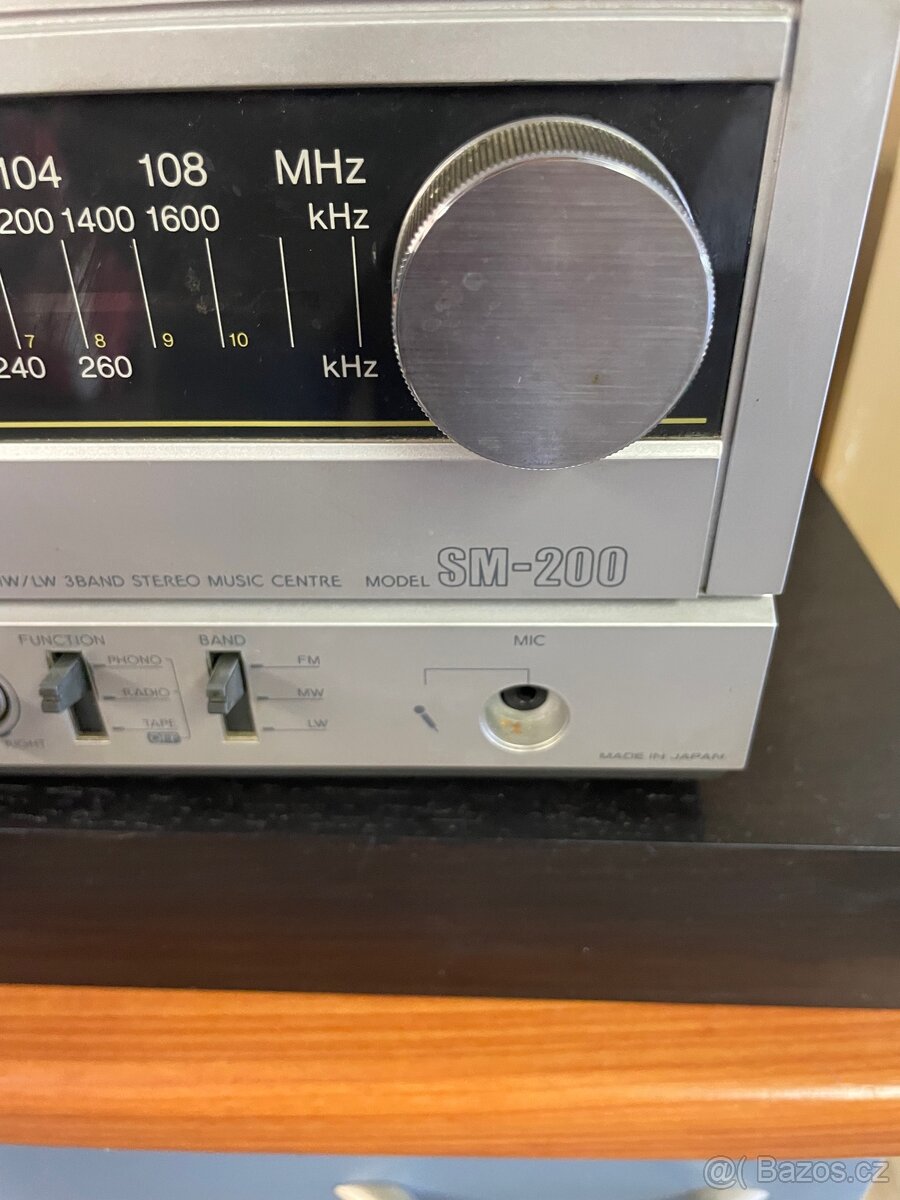 104 108 MHz
200 1400 1600 kHz
7 8 9 10
240 260 kHz
MW/LW 3BAND STEREO MUSIC CENTRE MODEL SM-200
FUNCTION BAND MIC
PHONO FM
RADIO MW
TAPE LW
OFF
RIGHT
MADE IN JAPAN
@( Bazos.cz